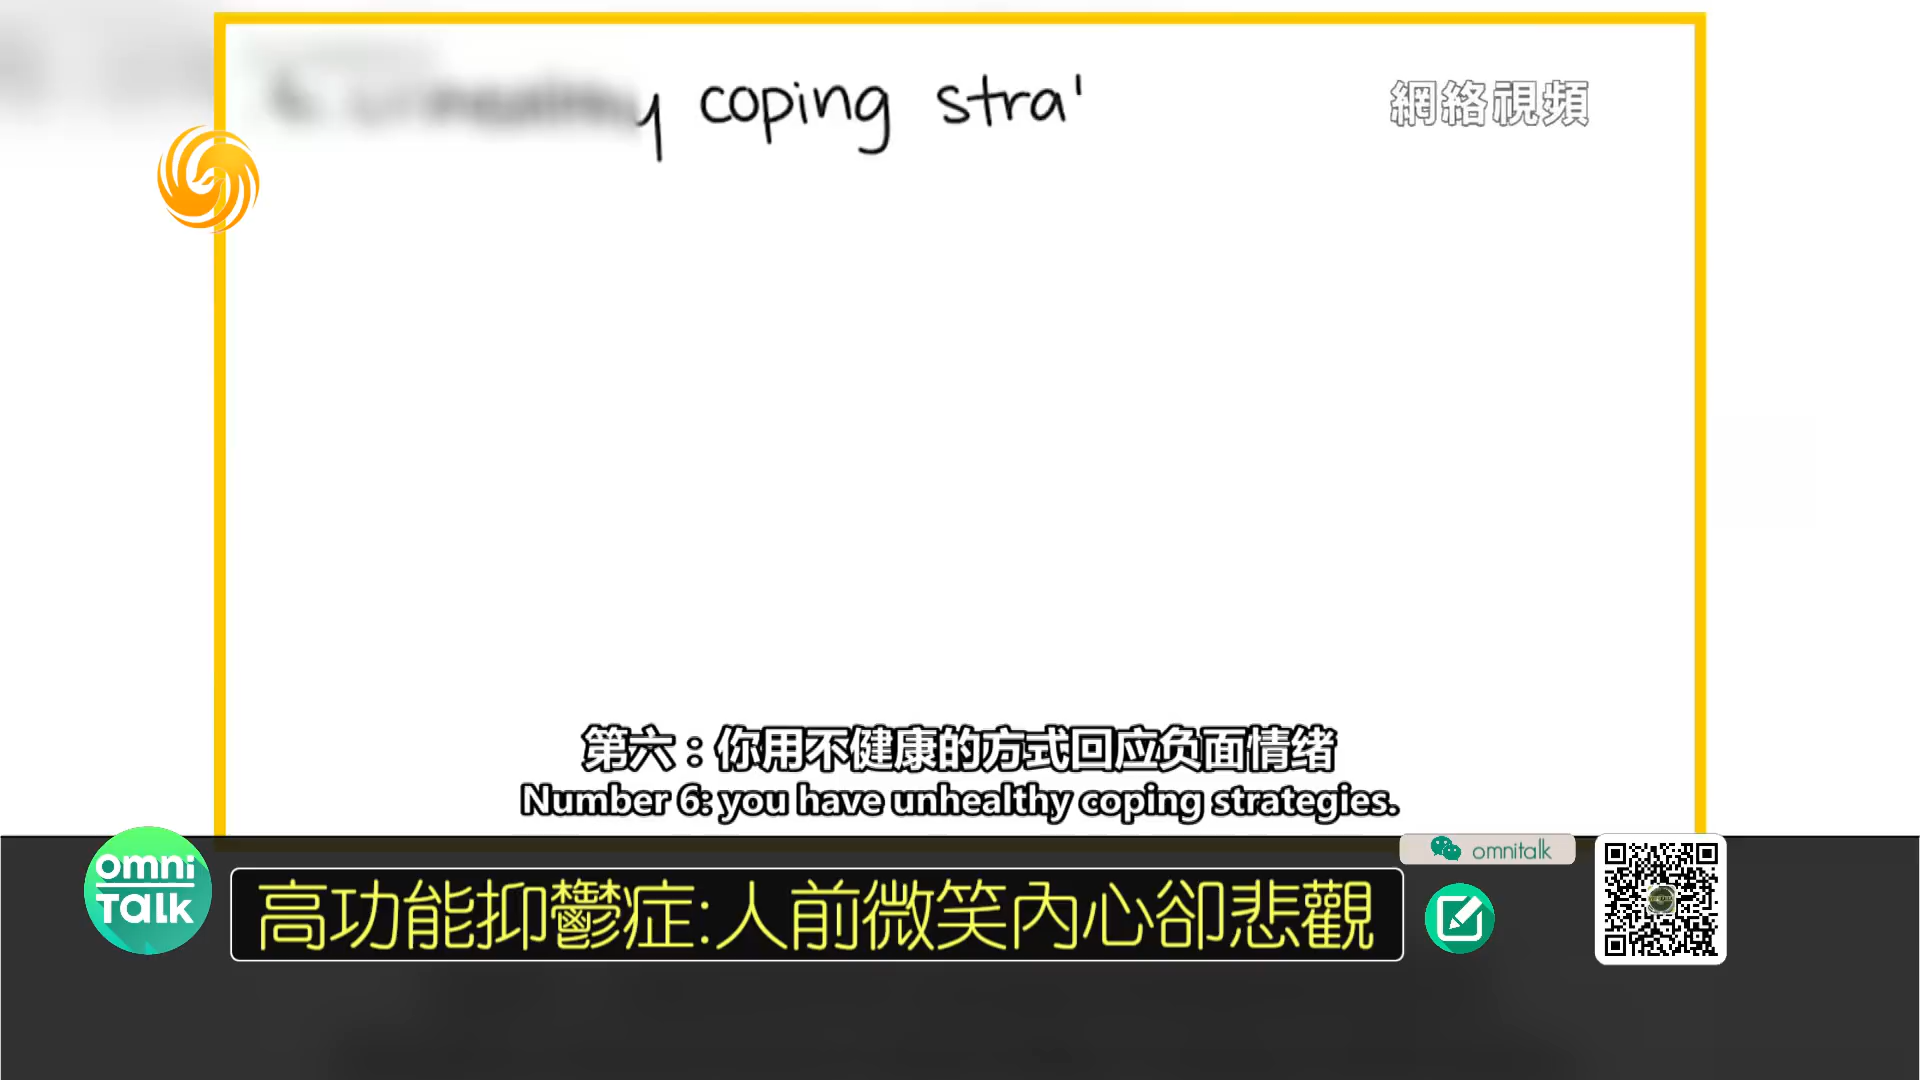 coping stra'
網絡視頻
第六：你用不健康的方式回应负面情绪
Number 6: you have unhealthy coping strategies.
omni
Talk
omnitalk
高功能抑鬱症:人前微笑內心卻悲觀